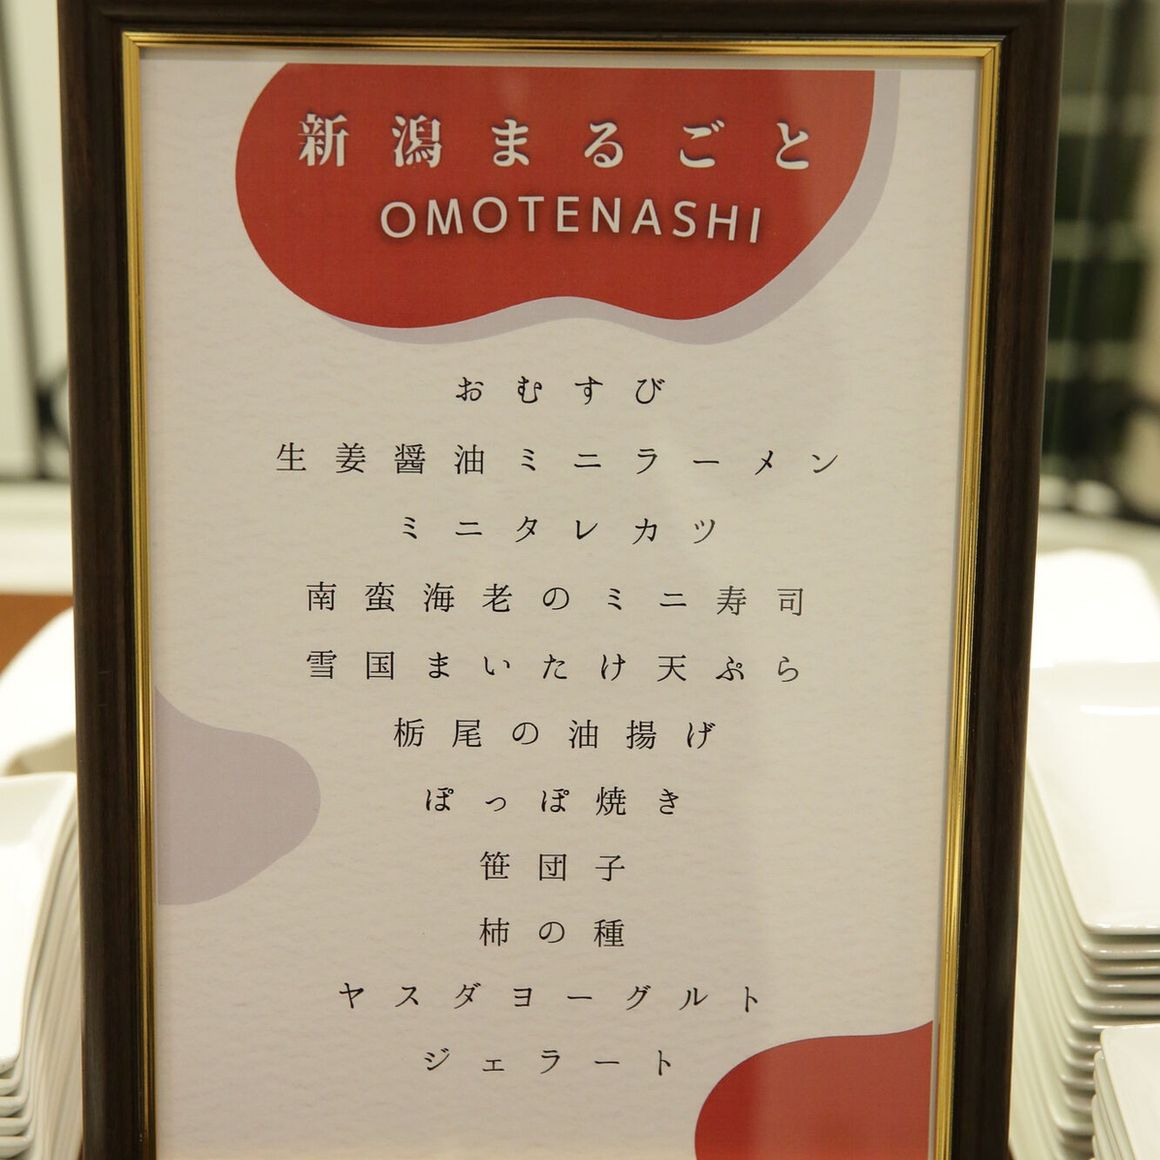 新潟まるごと
OMOTENASHI
おむすび
生姜醤油ミニラーメン
ミニタレカツ
南蛮海老のミニ寿司
雪国まいたけ天ぷら
栃尾の油揚げ
ぽっぽ焼き
笹団子
柿の種
ヤスダヨーグルト
ジェラート